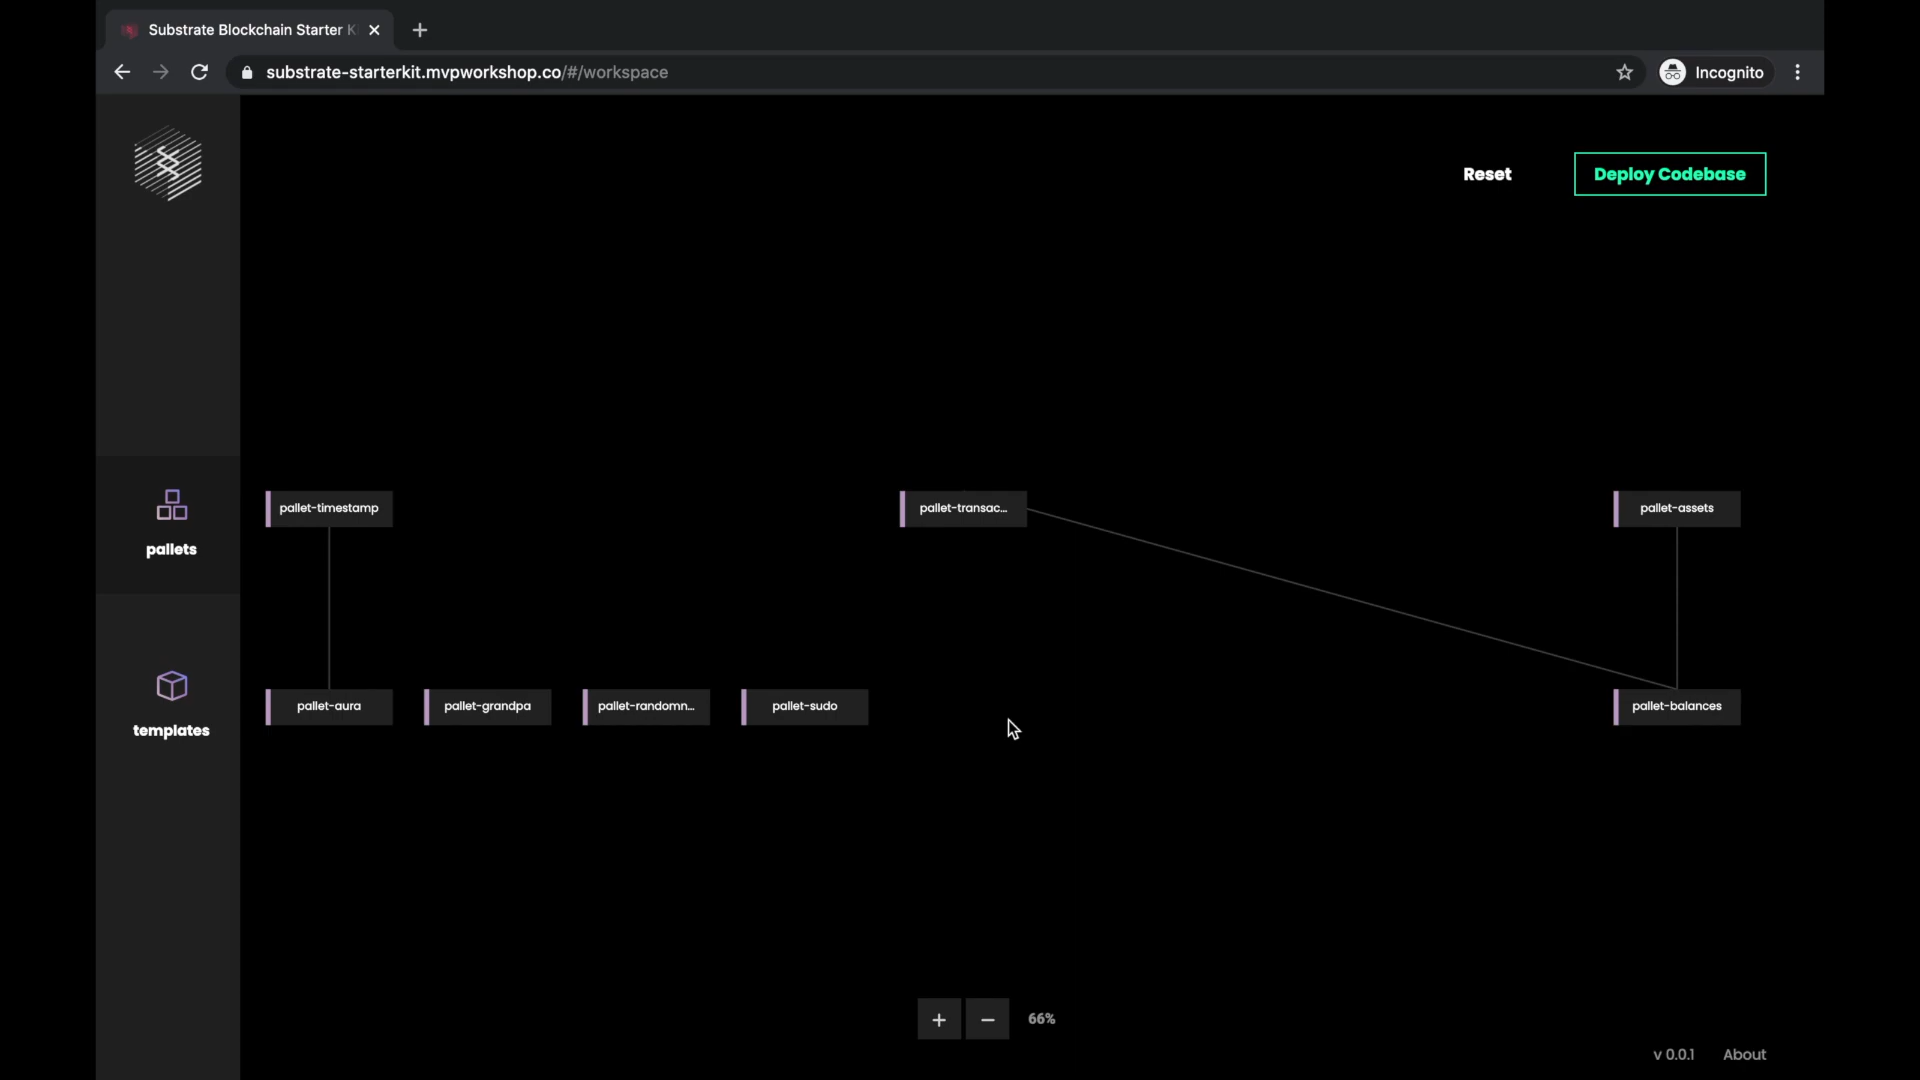 Substrate Blockchain Starter K
substrate-starterkit.mvpworkshop.co/#/workspace
Incognito
Reset
Deploy Codebase
pallets
templates
pallet-timestamp
pallet-transac...
pallet-assets
pallet-aura
pallet-grandpa
pallet-randomn...
pallet-sudo
pallet-balances
+
−
66%
v 0.0.1
About